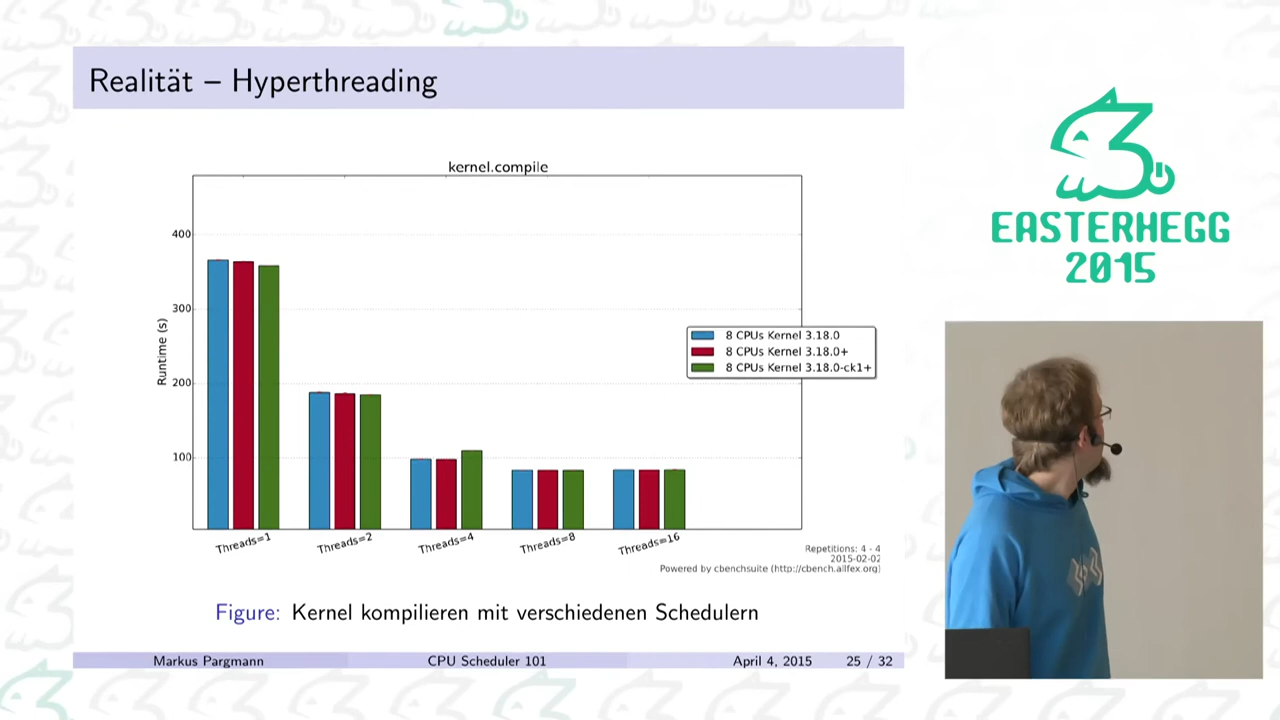 Realität – Hyperthreading
kernel.compile
Runtime (s)
400
300
200
100
8 CPUs Kernel 3.18.0
8 CPUs Kernel 3.18.0+
8 CPUs Kernel 3.18.0-ck1+
Threads=1
Threads=2
Threads=4
Threads=8
Threads=16
Repetitions: 4 - 4
2015-02-02
Powered by cbenchsuite (http://cbench.allfex.org)
Figure: Kernel kompilieren mit verschiedenen Schedulern
Markus Pargmann CPU Scheduler 101 April 4, 2015 25 / 32
EASTERHEGG
2015